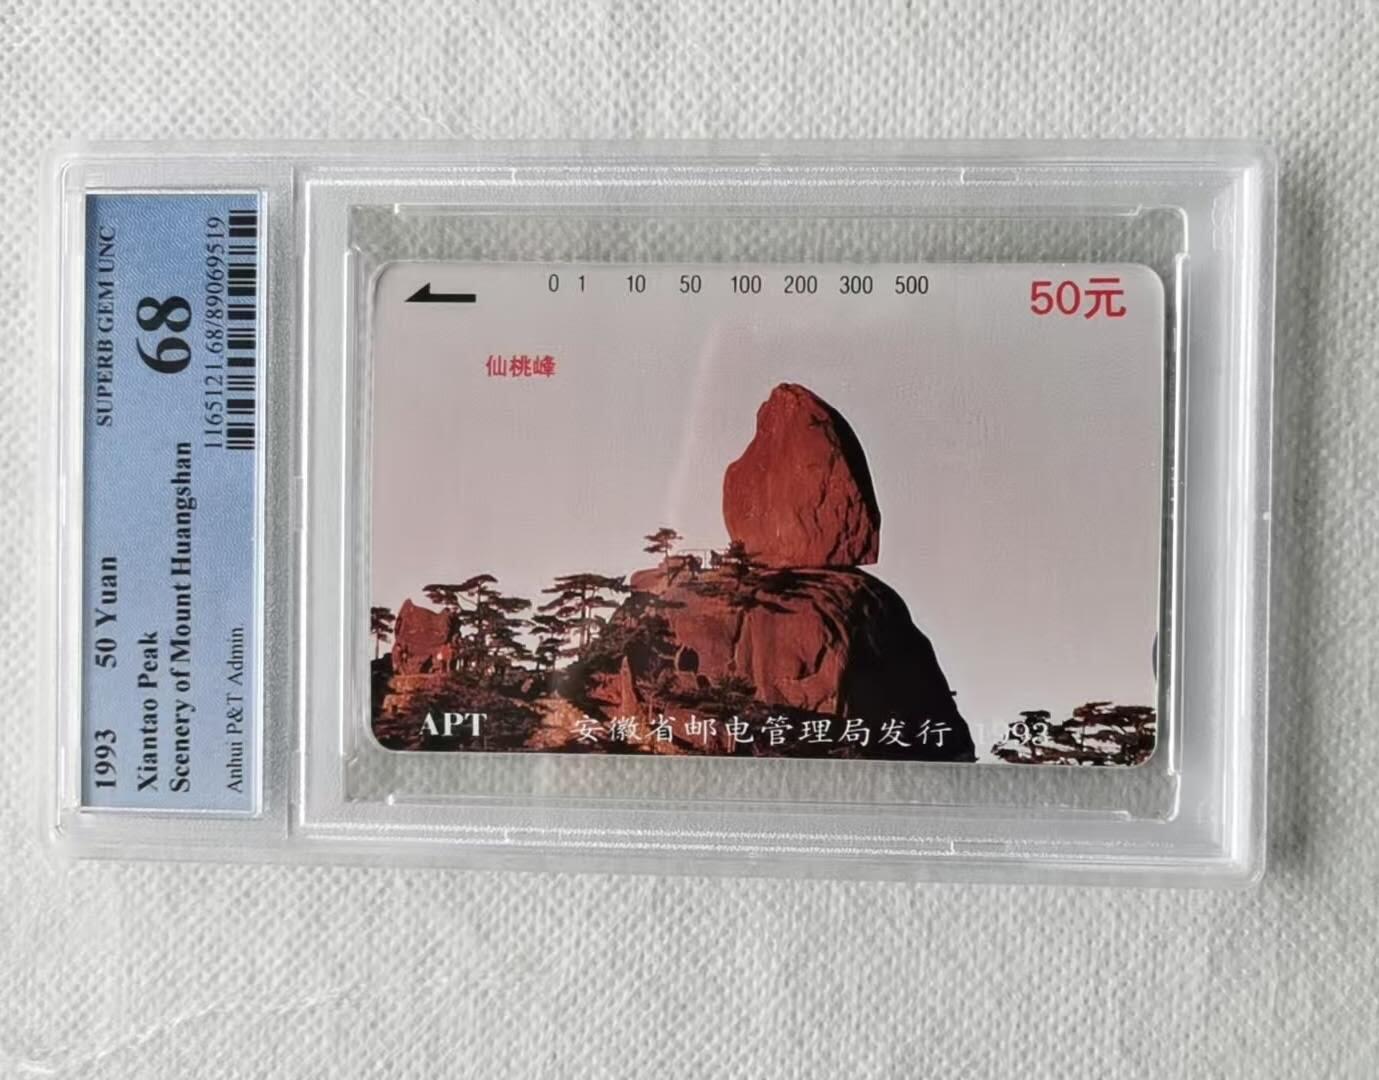 1993 50 Yuan SUPERB GEM UNC
Xiantao Peak 68
Scenery of Mount Huangshan
1165121.68/89069519
Anhui P&T Admin.
0 1 10 50 100 200 300 500
50元
仙桃峰
APT 安徽省邮电管理局发行 1993